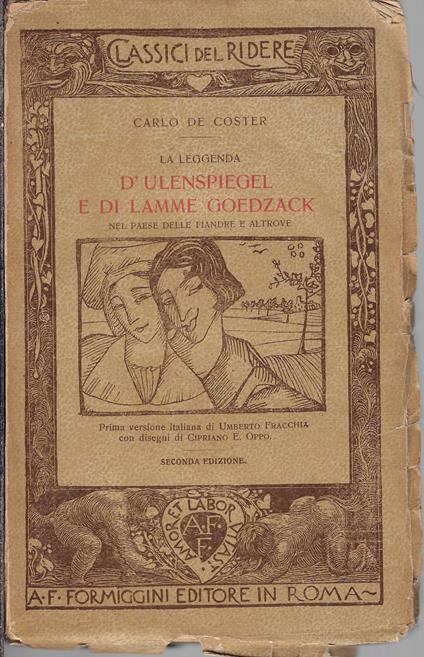 CLASSICI DEL RIDERE
CARLO DE COSTER
LA LEGGENDA
D'ULENSPIEGEL
E DI LAMME GOEDZACK
NEL PAESE DELLE FIANDRE E ALTROVE
Prima versione italiana di UMBERTO FRACCHIA
con disegni di CIPRIANO E. OPPO.
SECONDA EDIZIONE.
AMOR ET LABOR VITAST
A.F.
F.
A·F· FORMIGGINI EDITORE IN ROMA